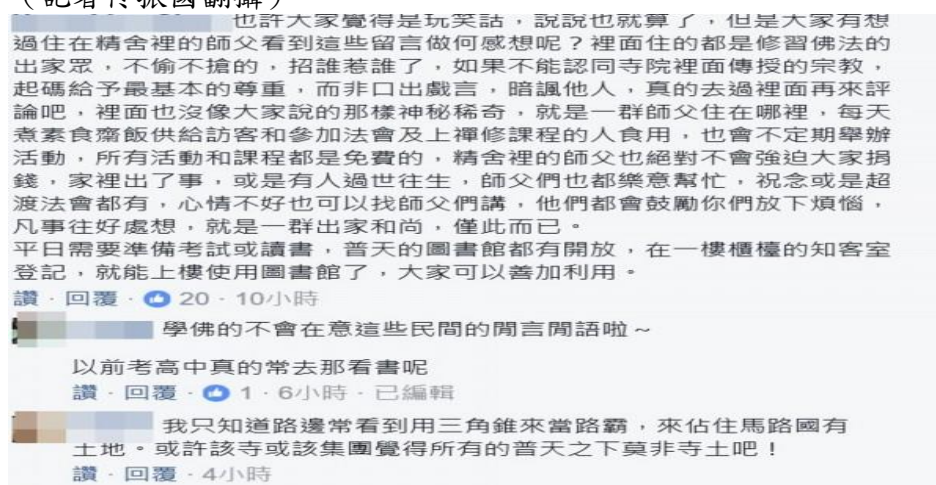 （記者佟振國翻攝）
也許大家覺得是玩笑話，說說也就算了，但是大家有想
過住在精舍裡的師父看到這些留言做何感想呢？裡面住的都是修習佛法的
出家眾，不偷不搶的，招誰惹誰了，如果不能認同寺院裡面傳授的宗教，
起碼給予最基本的尊重，而非口出戲言，暗諷他人，真的去過裡面再來評
論吧，裡面也沒像大家說的那樣神秘稀奇，就是一群師父住在哪裡，每天
煮素食齋飯供給訪客和參加法會及上禪修課程的人食用，也會不定期舉辦
活動，所有活動和課程都是免費的，精舍裡的師父也絕對不會強迫大家捐
錢，家裡出了事，或是有人過世往生，師父們也都樂意幫忙，祝念或是超
渡法會都有，心情不好也可以找師父們講，他們都會鼓勵你們放下煩惱，
凡事往好處想，就是一群出家和尚，僅此而已。
平日需要準備考試或讀書，普天的圖書館都有開放，在一樓櫃檯的知客室
登記，就能上樓使用圖書館了，大家可以善加利用。
讚 · 回覆 · 20 · 10小時
學佛的不會在意這些民間的閒言閒語啦～
以前考高中真的常去那看書呢
讚 · 回覆 · 1 · 6小時 · 已編輯
我只知道路邊常看到用三角錐來當路霸，來佔住馬路國有
土地。或許該寺或該集團覺得所有的普天之下莫非寺土吧！
讚 · 回覆 · 4小時